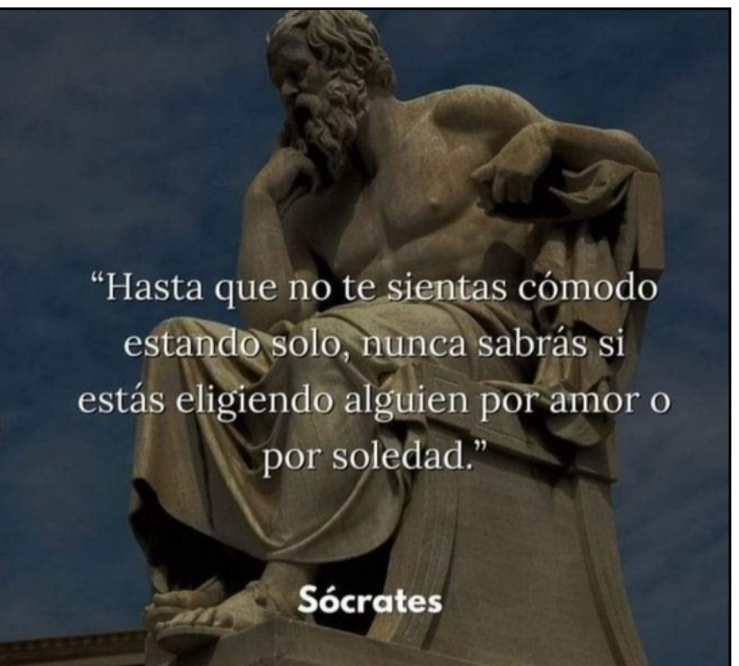 “Hasta que no te sientas cómodo
estando solo, nunca sabrás si
estás eligiendo alguien por amor o
por soledad.”
Sócrates